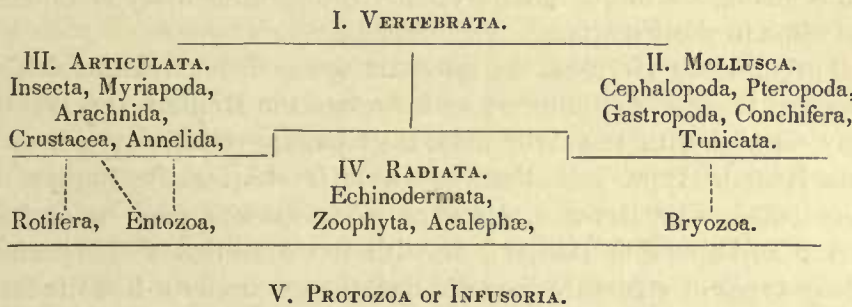 I. VERTEBRATA.
III. ARTICULATA.
Insecta, Myriapoda,
Arachnida,
Crustacea, Annelida,
II. MOLLUSCA.
Cephalopoda, Pteropoda,
Gastropoda, Conchifera,
Tunicata.
IV. RADIATA.
Echinodermata,
Rotifera, Entozoa, Zoophyta, Acalephæ, Bryozoa.
V. PROTOZOA or INFUSORIA.